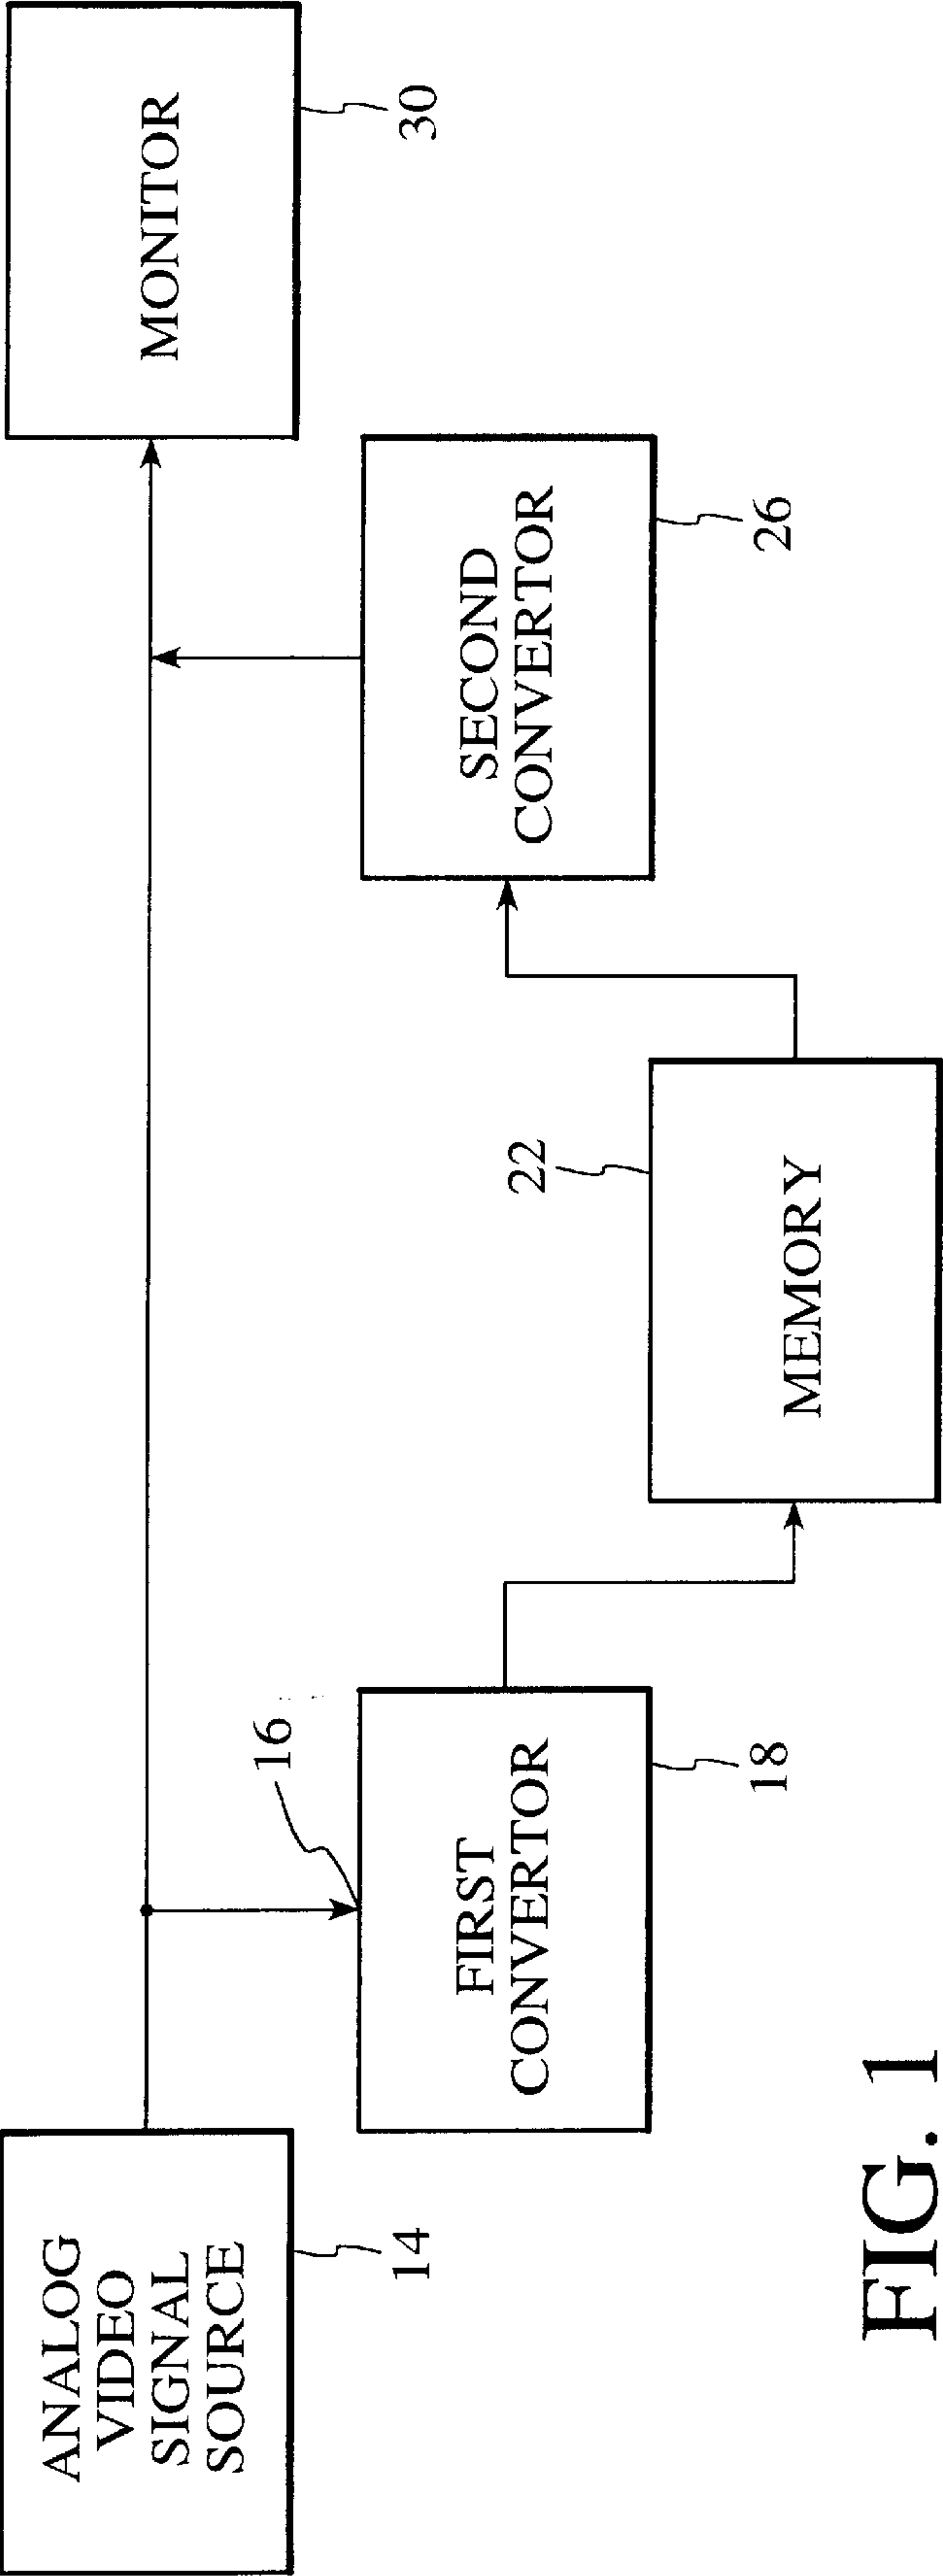 ANALOG
VIDEO
SIGNAL
SOURCE
14
16
FIRST
CONVERTOR
18
22
MEMORY
SECOND
CONVERTOR
26
MONITOR
30
FIG. 1